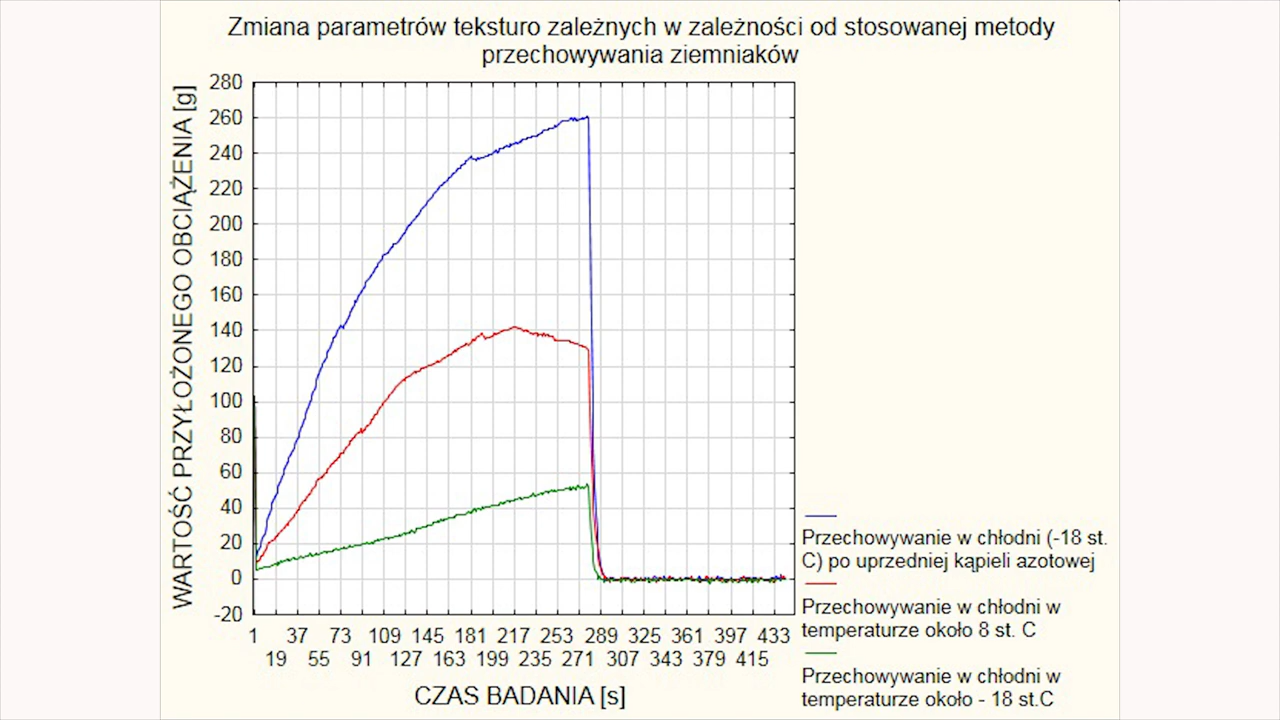 Zmiana parametrów teksturo zależnych w zależności od stosowanej metody
przechowywania ziemniaków
WARTOŚĆ PRZYŁOŻONEGO OBCIĄŻENIA [g]
280
260
240
220
200
180
160
140
120
100
80
60
40
20
0
-20
1 37 73 109 145 181 217 253 289 325 361 397 433
19 55 91 127 163 199 235 271 307 343 379 415
CZAS BADANIA [s]
Przechowywanie w chłodni (-18 st.
C) po uprzedniej kąpieli azotowej
Przechowywanie w chłodni w
temperaturze około 8 st. C
Przechowywanie w chłodni w
temperaturze około - 18 st.C